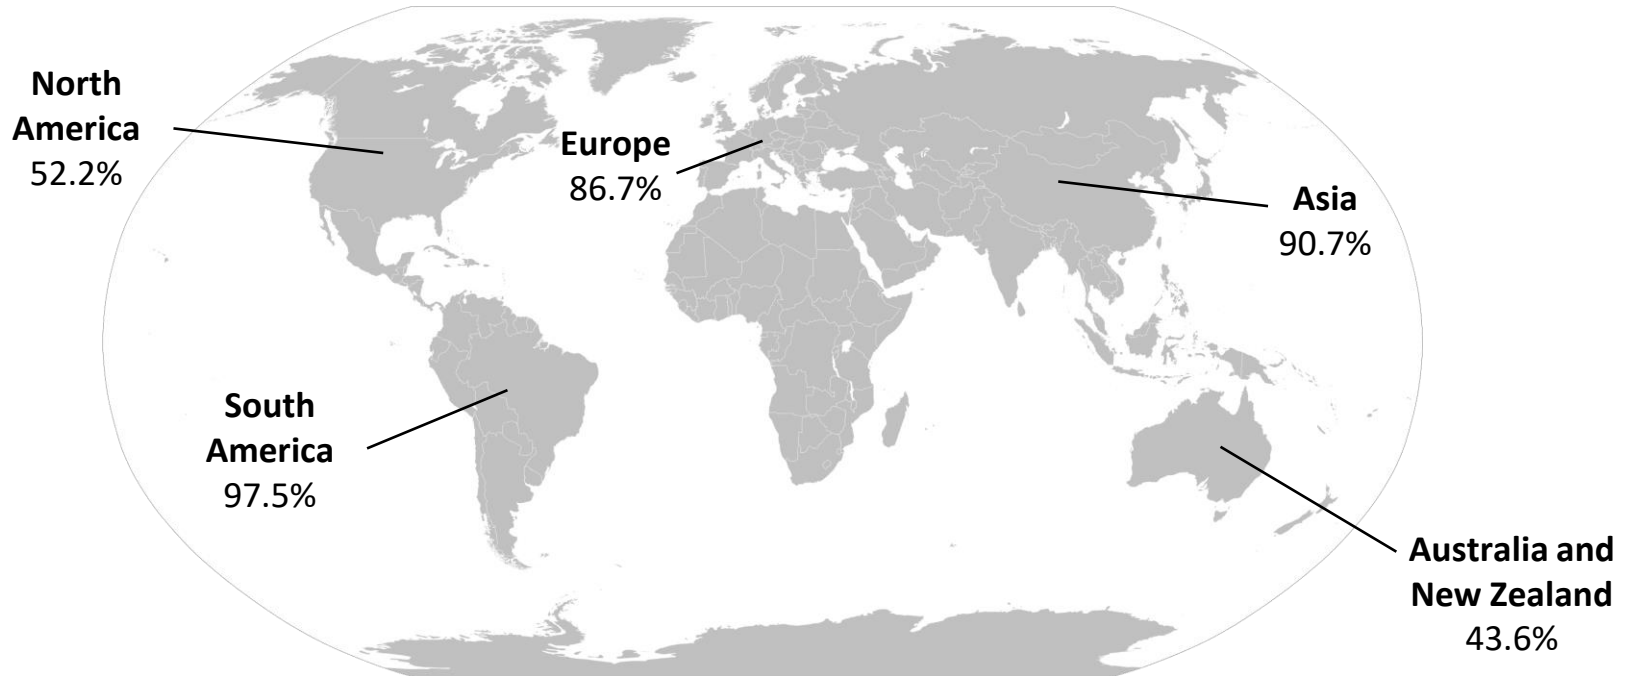 North
America
52.2%
Europe
86.7%
Asia
90.7%
South
America
97.5%
Australia and
New Zealand
43.6%